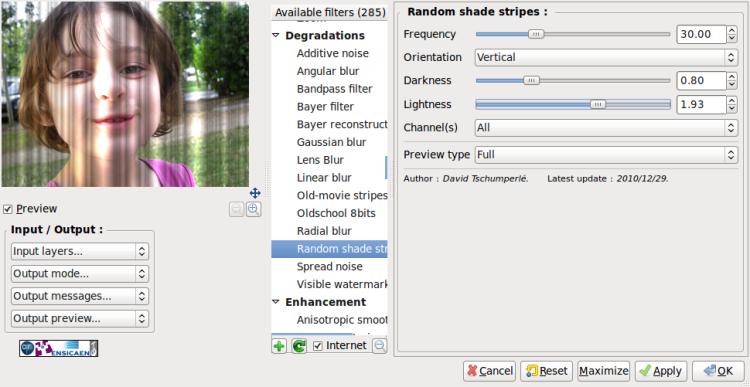 Preview
Input / Output :
Input layers...
Output mode...
Output messages...
Output preview...
ENSICAEN
Available filters (285)
Degradations
Additive noise
Angular blur
Bandpass filter
Bayer filter
Bayer reconstruct
Gaussian blur
Lens Blur
Linear blur
Old-movie stripes
Oldschool 8bits
Radial blur
Random shade str
Spread noise
Visible watermark
Enhancement
Anisotropic smoot
Internet
Random shade stripes :
Frequency 30.00
Orientation Vertical
Darkness 0.80
Lightness 1.93
Channel(s) All
Preview type Full
Author : David Tschumperlé. Latest update : 2010/12/29.
Cancel Reset Maximize Apply OK